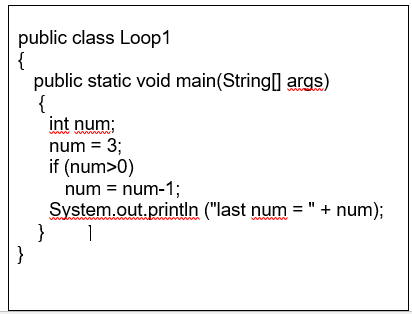 public class Loop1
{
public static void main(String[] args)
{
int num;
num = 3;
if (num>0)
num = num-1;
System.out.println ("last num = " + num);
}
}